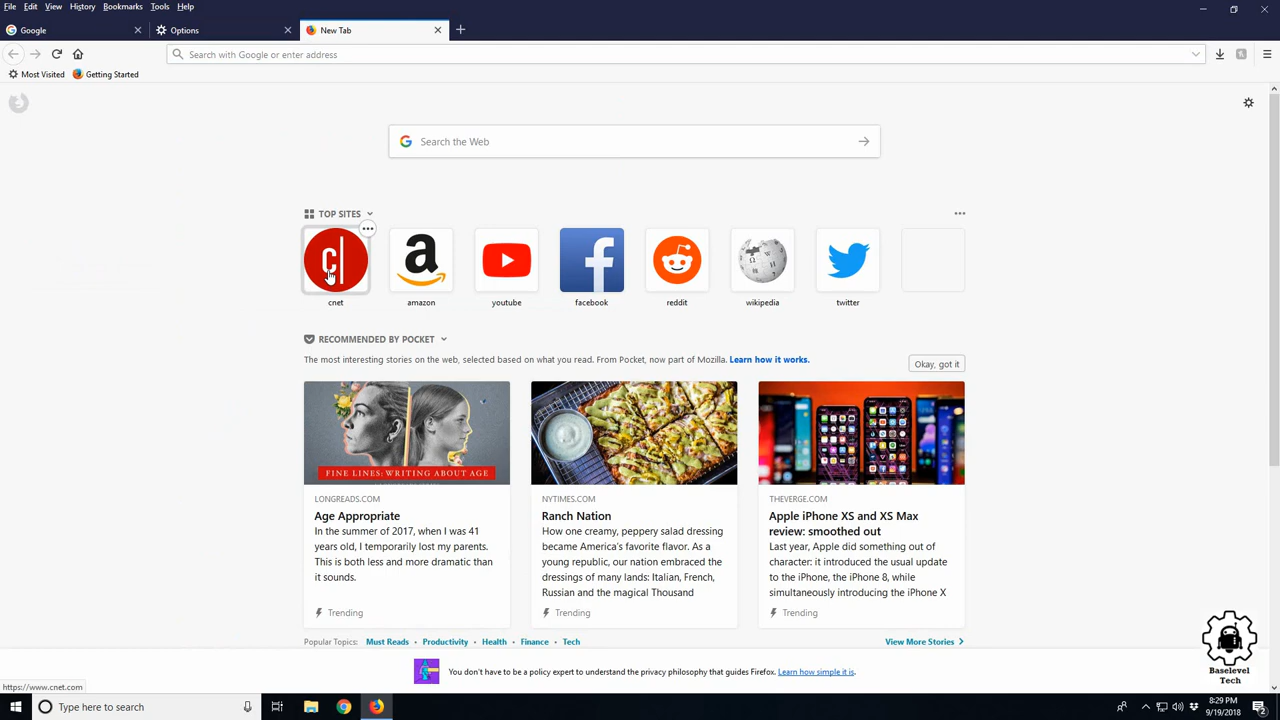 File Edit View History Bookmarks Tools Help
Google
Options
New Tab
Search with Google or enter address
Most Visited
Getting Started
Search the Web
TOP SITES
c
a
f
cnet
amazon
youtube
facebook
reddit
wikipedia
twitter
RECOMMENDED BY POCKET
The most interesting stories on the web, selected based on what you read. From Pocket, now part of Mozilla. Learn how it works.
Okay, got it
FINE LINES: WRITING ABOUT AGE
LONGREADS.COM
Age Appropriate
In the summer of 2017, when I was 41
years old, I temporarily lost my parents.
This is both less and more dramatic than
it sounds.
Trending
NYTIMES.COM
Ranch Nation
How one creamy, peppery salad dressing
became America's favorite flavor. As a
young republic, our nation embraced the
dressings of many lands: Italian, French,
Russian and the magical Thousand
Trending
THEVERGE.COM
Apple iPhone XS and XS Max
review: smoothed out
Last year, Apple did something out of
character: it introduced the usual update
to the iPhone, the iPhone 8, while
simultaneously introducing the iPhone X
Trending
Popular Topics: Must Reads • Productivity • Health • Finance • Tech
View More Stories
You don't have to be a policy expert to understand the privacy philosophy that guides Firefox. Learn how simple it is.
Baselevel
Tech
https://www.cnet.com
Type here to search
8:29 PM
9/19/2018
2